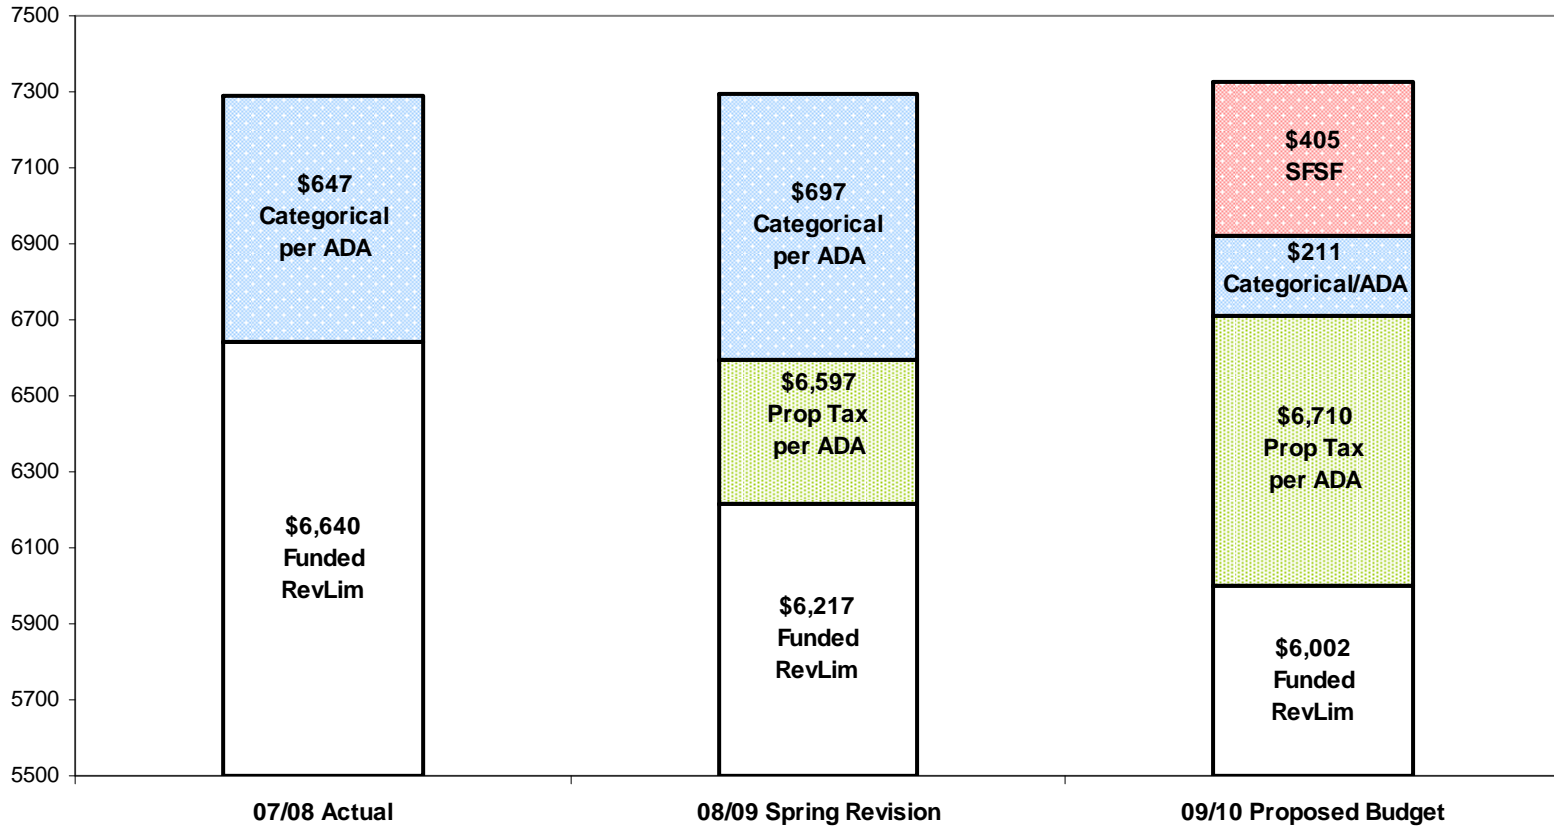 7500
7300
7100
6900
6700
6500
6300
6100
5900
5700
5500
$647
Categorical
per ADA
$6,640
Funded
RevLim
$697
Categorical
per ADA
$6,597
Prop Tax
per ADA
$6,217
Funded
RevLim
$405
SFSF
$211
Categorical/ADA
$6,710
Prop Tax
per ADA
$6,002
Funded
RevLim
07/08 Actual
08/09 Spring Revision
09/10 Proposed Budget